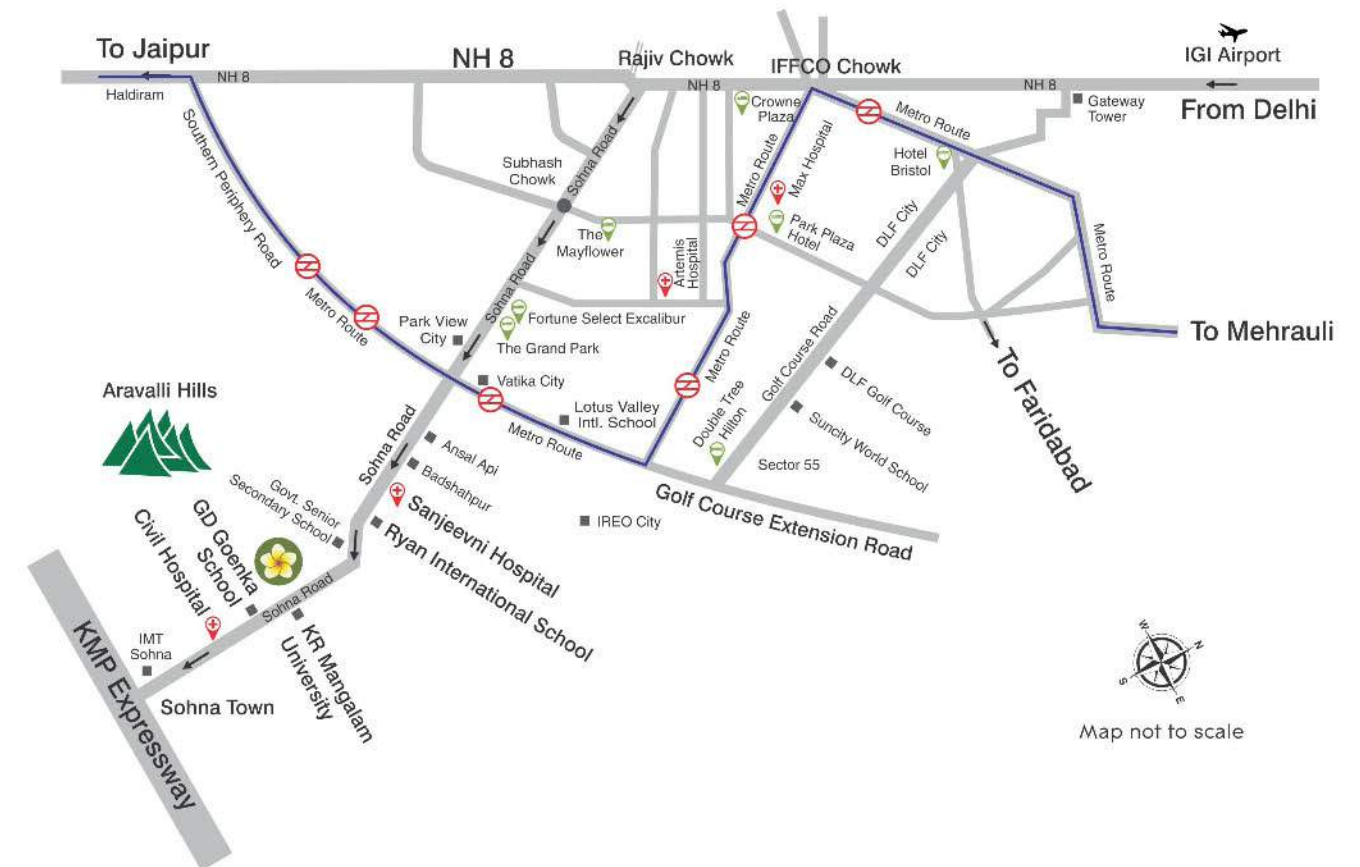 To Jaipur
NH 8
Rajiv Chowk
IFFCO Chowk
IGI Airport
NH 8
NH 8
NH 8
Haldiram
From Delhi
Crowne
Plaza
Gateway
Tower
Metro Route
Metro Route
Max Hospital
Hotel
Bristol
Southern Periphery Road
Sohna Road
Subhash
Chowk
The
Mayflower
Park Plaza
Hotel
DLF City
DLF City
Metro Route
Artemis
Hospital
Sohna Road
Metro Route
Park View
City
Fortune Select Excalibur
The Grand Park
Metro Route
To Mehrauli
To Faridabad
Golf Course Road
DLF Golf Course
Suncity World School
Double Tree
Hilton
Sector 55
Vatika City
Lotus Valley
Intl. School
Metro Route
Aravalli Hills
Sohna Road
Ansal Api
Badshahpur
Sanjeevni Hospital
Ryan International School
IREO City
Golf Course Extension Road
Govt. Senior
Secondary School
GD Goenka
School
Civil Hospital
Sohna Road
KR Mangalam
University
IMT
Sohna
Sohna Town
KMP Expressway
W
N
S
E
Map not to scale